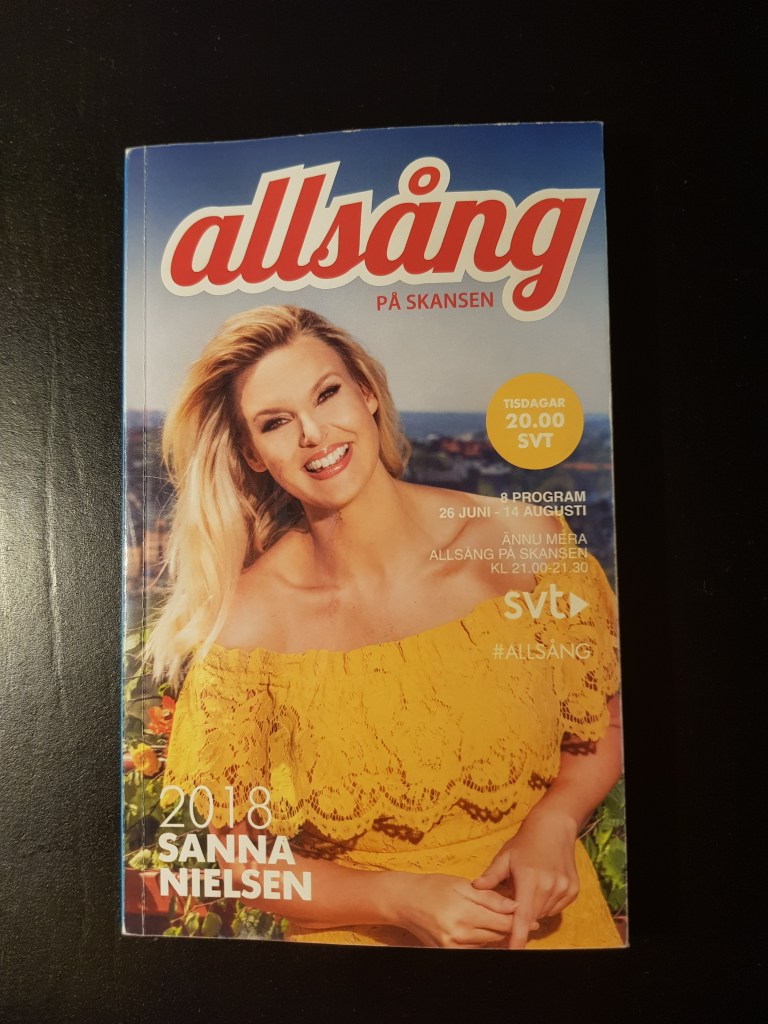 allsång
PÅ SKANSEN
TISDAGAR
20.00
SVT
8 PROGRAM
26 JUNI - 14 AUGUSTI
ÄNNU MERA
ALLSÅNG PÅ SKANSEN
KL 21.00-21.30
svt
#ALLSÅNG
2018
SANNA
NIELSEN